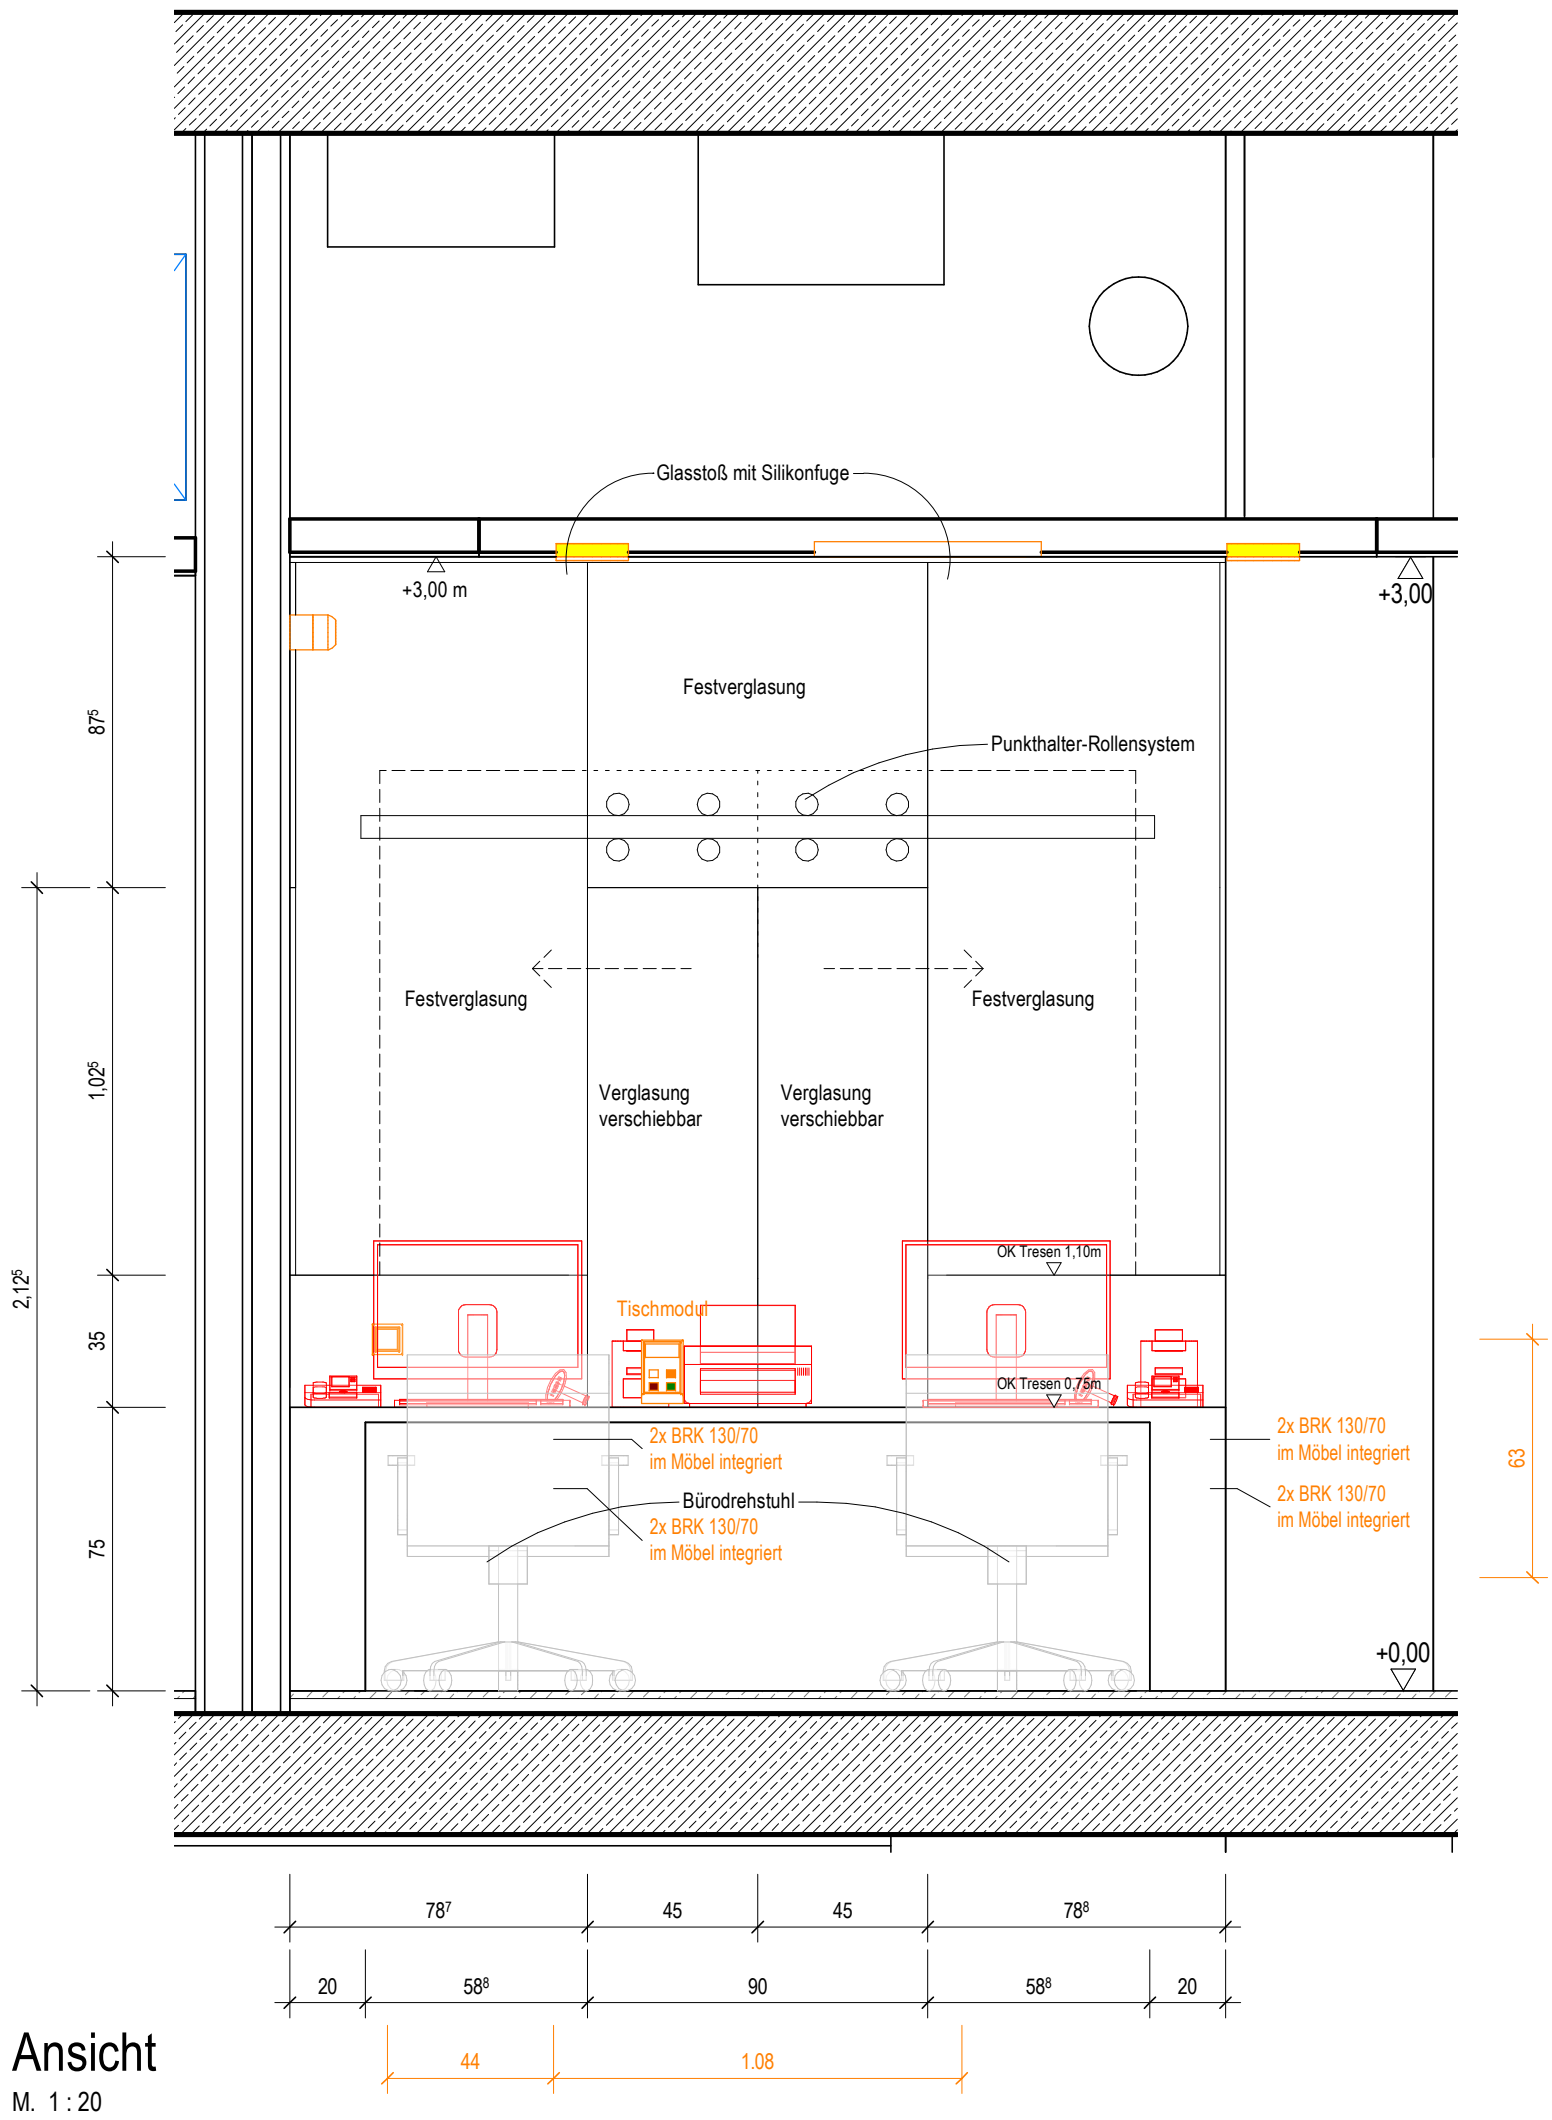 Glasstoß mit Silikonfuge
+3,00 m
+3,00
Festverglasung
87⁵
Punkthalter-Rollensystem
Festverglasung
Festverglasung
1,02⁵
Verglasung
verschiebbar
Verglasung
verschiebbar
OK Tresen 1,10m
2,12⁵
Tischmodul
35
OK Tresen 0,75m
2x BRK 130/70
im Möbel integriert
2x BRK 130/70
im Möbel integriert
63
Bürodrehstuhl
2x BRK 130/70
im Möbel integriert
2x BRK 130/70
im Möbel integriert
75
+0,00
78⁷ 45 45 78⁸
20 58⁸ 90 58⁸ 20
44 1.08
Ansicht
M. 1 : 20